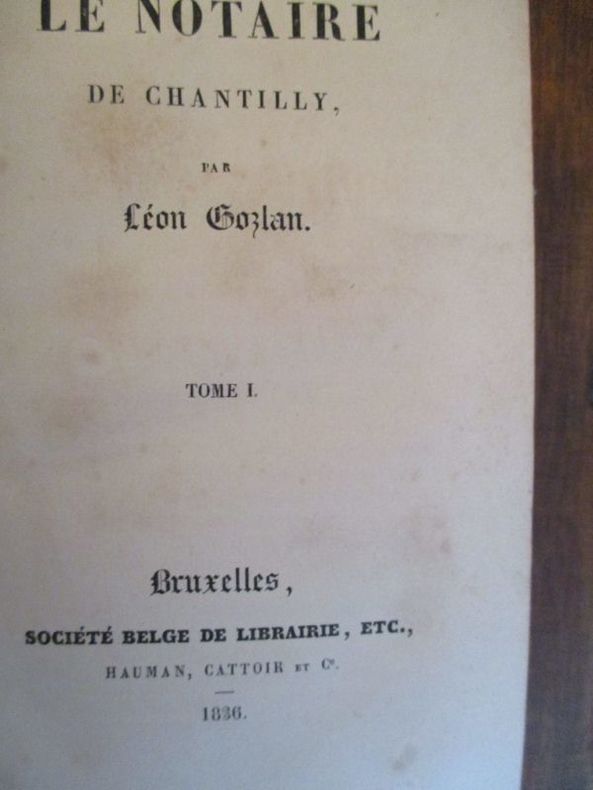 LE NOTAIRE
DE CHANTILLY,
PAR
Léon Gozlan.
TOME I.
Bruxelles,
SOCIÉTÉ BELGE DE LIBRAIRIE, ETC.,
HAUMAN, CATTOIR ET Cᵉ.
1836.